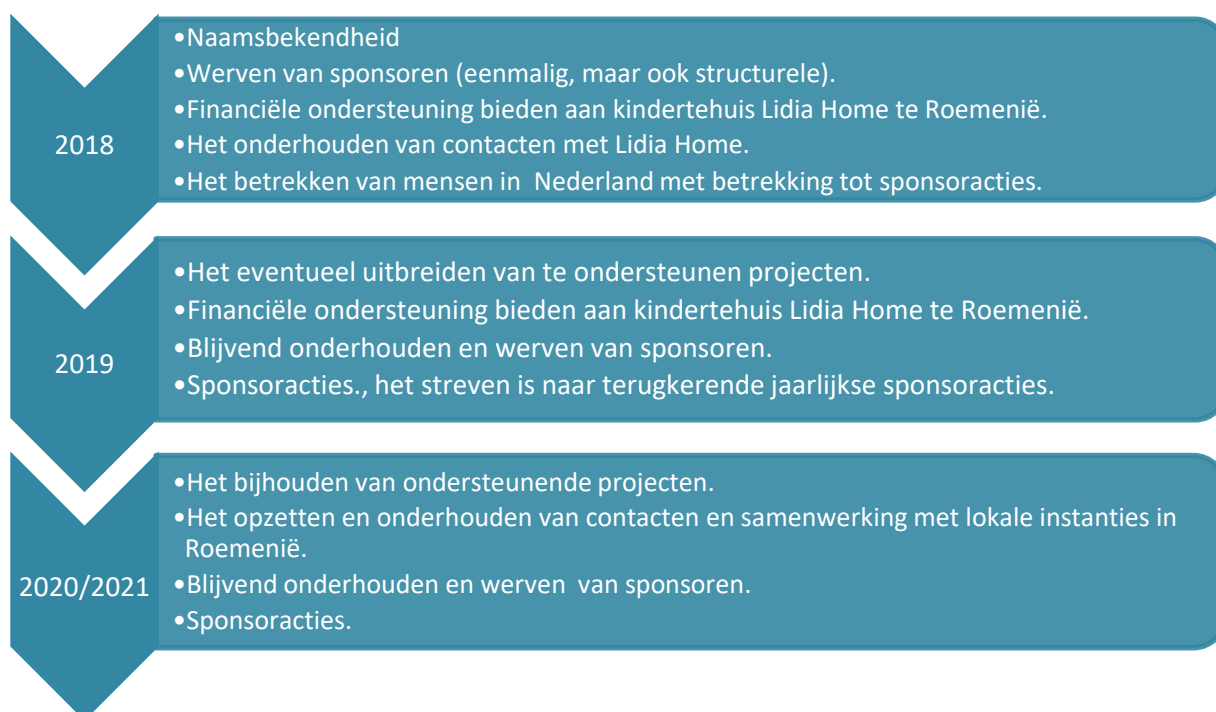 2018
•Naamsbekendheid
•Werven van sponsoren (eenmalig, maar ook structurele).
•Financiële ondersteuning bieden aan kindertehuis Lidia Home te Roemenië.
•Het onderhouden van contacten met Lidia Home.
•Het betrekken van mensen in  Nederland met betrekking tot sponsoracties.
2019
•Het eventueel uitbreiden van te ondersteunen projecten.
•Financiële ondersteuning bieden aan kindertehuis Lidia Home te Roemenië.
•Blijvend onderhouden en werven van sponsoren.
•Sponsoracties., het streven is naar terugkerende jaarlijkse sponsoracties.
2020/2021
•Het bijhouden van ondersteunende projecten.
•Het opzetten en onderhouden van contacten en samenwerking met lokale instanties in
Roemenië.
•Blijvend onderhouden en werven  van sponsoren.
•Sponsoracties.